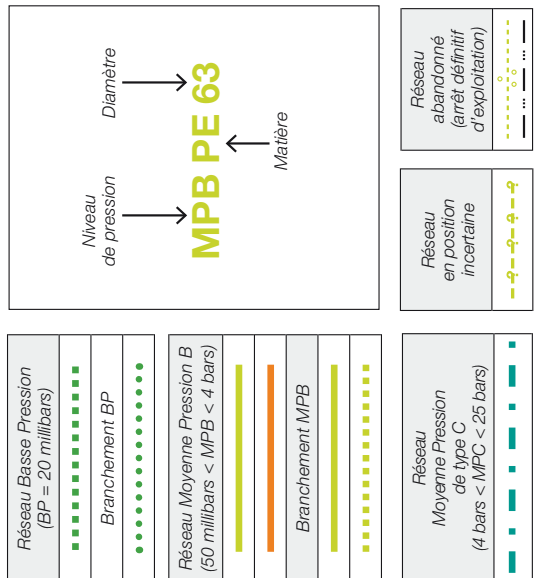 Réseau Basse Pression
(BP = 20 millibars)
Branchement BP
Réseau Moyenne Pression B
(50 millibars < MPB < 4 bars)
Branchement MPB
Réseau
Moyenne Pression
de type C
(4 bars < MPC < 25 bars)
Niveau
de pression
Diamètre
MPB PE 63
Matière
Réseau
en position
incertaine
Réseau
abandonné
(arrêt définitif
d'exploitation)